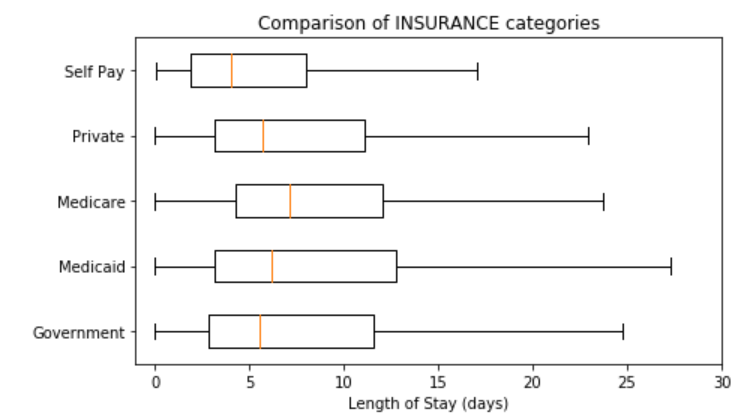 Comparison of INSURANCE categories
Self Pay
Private
Medicare
Medicaid
Government
0 5 10 15 20 25 30
Length of Stay (days)